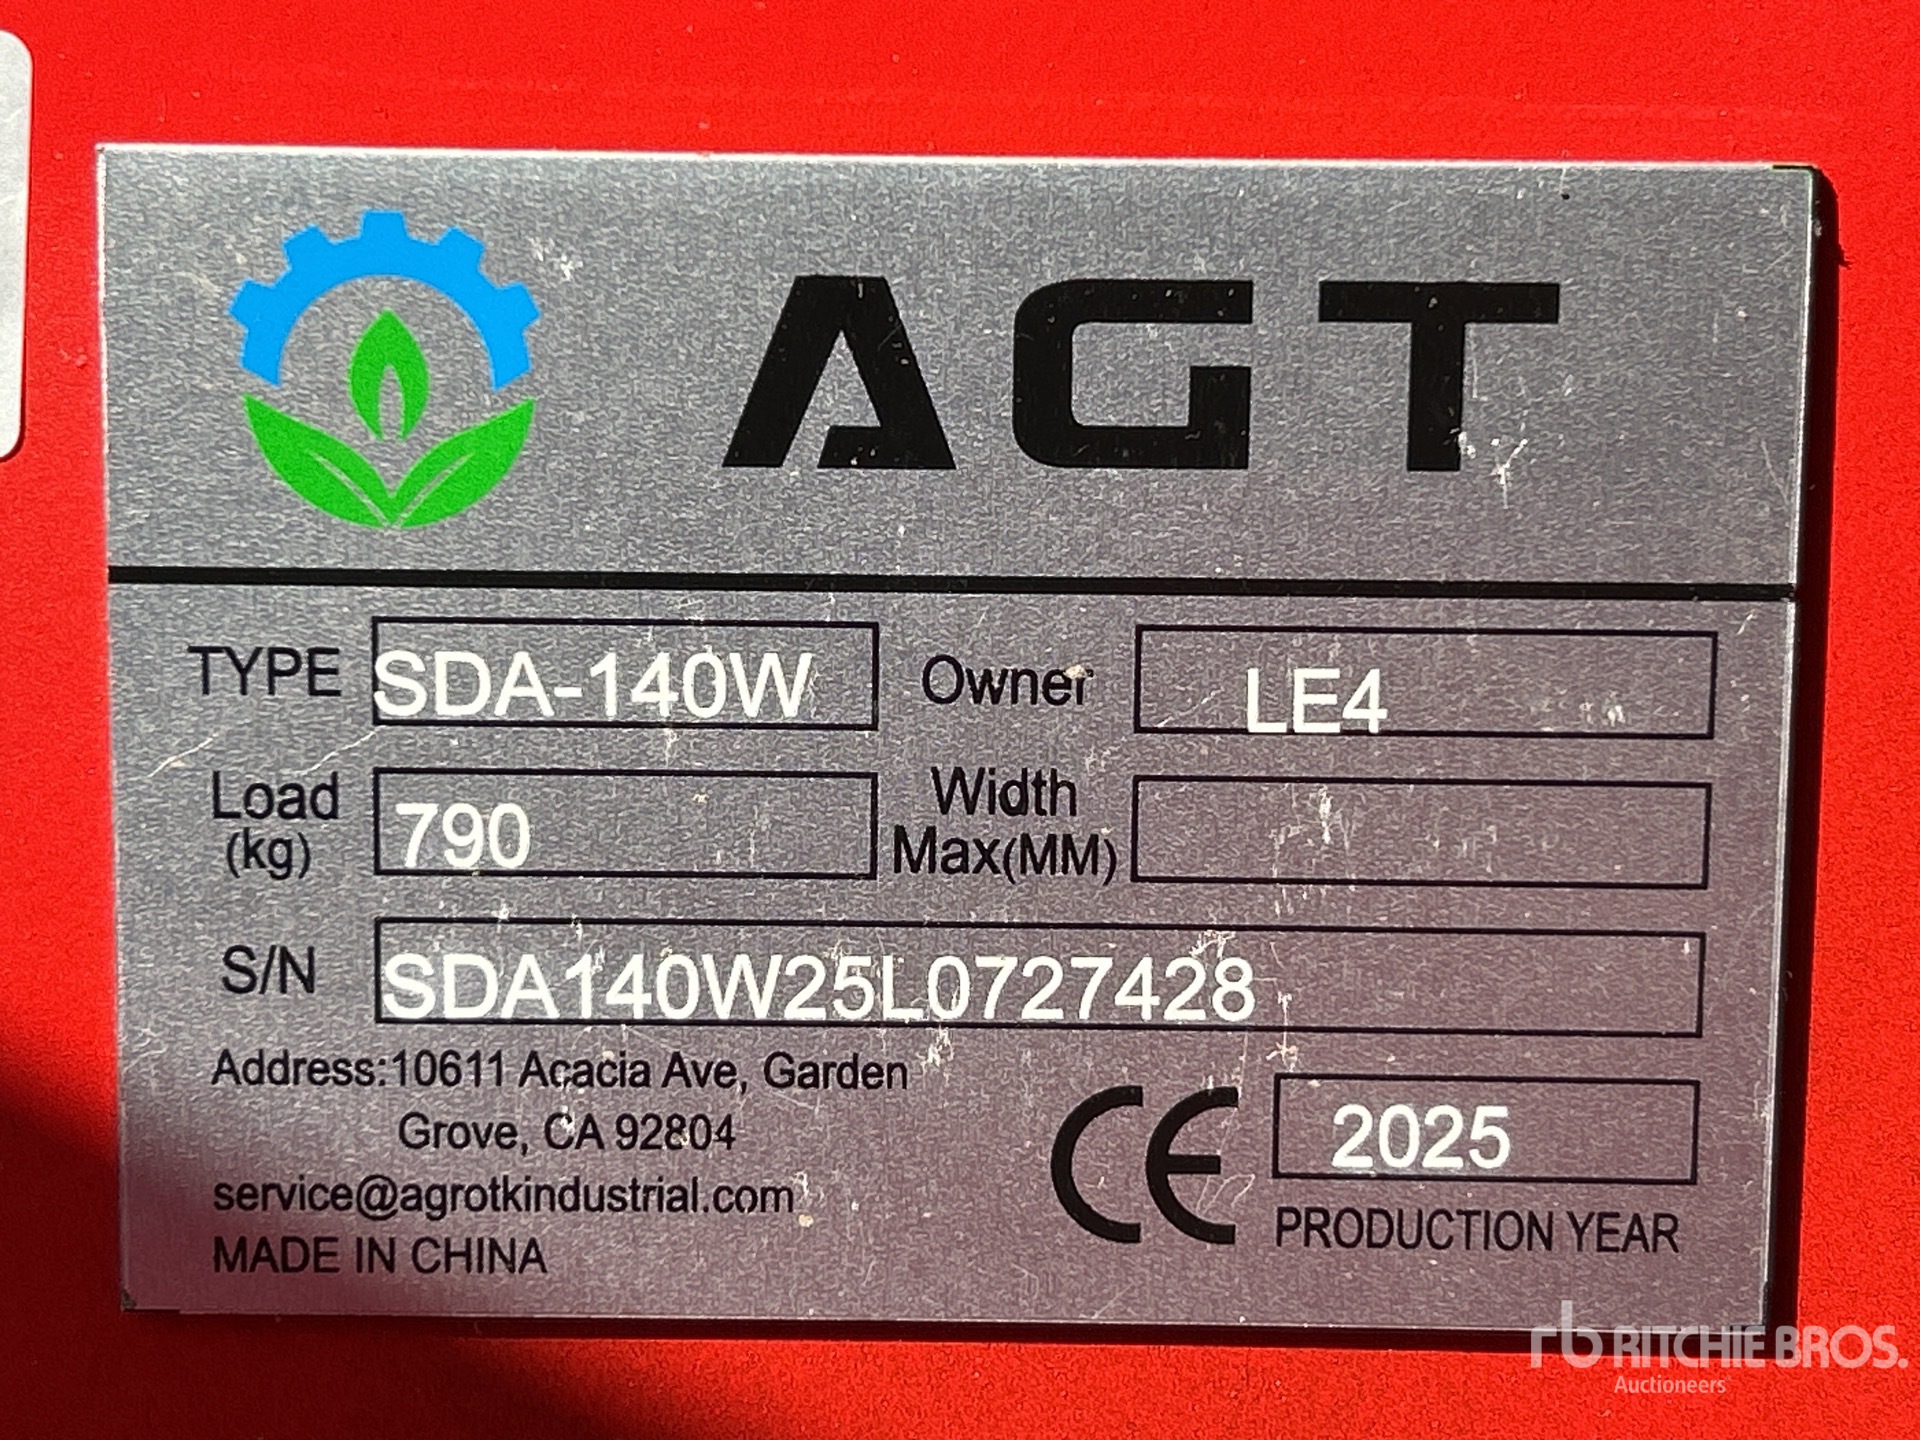 AGT
TYPE SDA-140W Owner LE4
Load (kg) 790 Width Max(MM)
S/N SDA140W25L0727428
Address:10611 Acacia Ave, Garden
Grove, CA 92804
service@agrotkindustrial.com
MADE IN CHINA
CE 2025
PRODUCTION YEAR
rb RITCHIE BROS.
Auctioneers